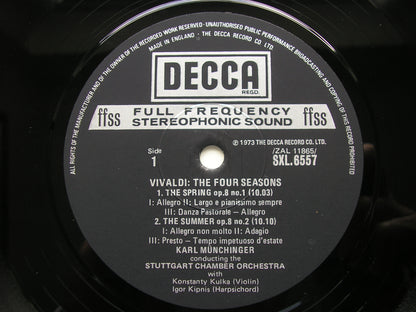 ALL RIGHTS OF THE MANUFACTURER AND OF THE OWNER OF THE RECORDED WORK RESERVED · UNAUTHORISED PUBLIC PERFORMANCE BROADCASTING AND COPYING OF THIS RECORD PROHIBITED
MADE IN ENGLAND · THE DECCA RECORD CO LTD
DECCA
REGD.
ffss FULL FREQUENCY ffss
STEREOPHONIC SOUND
℗ 1973 THE DECCA RECORD CO. LTD.
Side /ZAL 11865/
1 SXL.6557
VIVALDI: THE FOUR SEASONS
1. THE SPRING op.8 no.1 (10.03)
I: Allegro II: Largo e pianissimo sempre
III: Danza Pastorale – Allegro
2. THE SUMMER op.8 no.2 (10.10)
I: Allegro non molto II: Adagio
III: Presto – Tempo impetuoso d'estate
KARL MÜNCHINGER
conducting the
STUTTGART CHAMBER ORCHESTRA
with
Konstanty Kulka (Violin)
Igor Kipnis (Harpsichord)